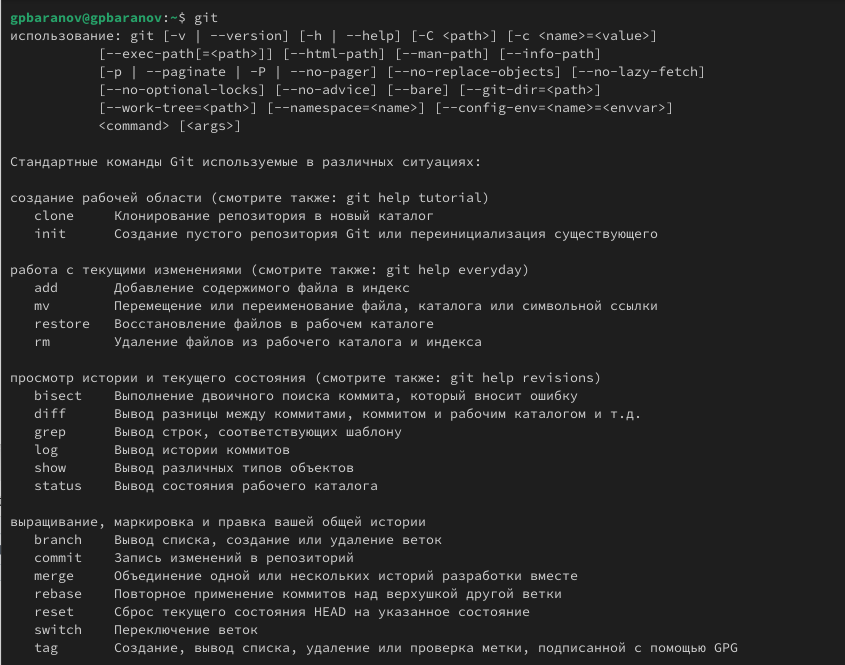 gpbaranov@gpbaranov:~$ git
использование: git [-v | --version] [-h | --help] [-C <path>] [-c <name>=<value>]
           [--exec-path[=<path>]] [--html-path] [--man-path] [--info-path]
           [-p | --paginate | -P | --no-pager] [--no-replace-objects] [--no-lazy-fetch]
           [--no-optional-locks] [--no-advice] [--bare] [--git-dir=<path>]
           [--work-tree=<path>] [--namespace=<name>] [--config-env=<name>=<envvar>]
           <command> [<args>]

Стандартные команды Git используемые в различных ситуациях:

создание рабочей области (смотрите также: git help tutorial)
   clone     Клонирование репозитория в новый каталог
   init      Создание пустого репозитория Git или переинициализация существующего

работа с текущими изменениями (смотрите также: git help everyday)
   add       Добавление содержимого файла в индекс
   mv        Перемещение или переименование файла, каталога или символьной ссылки
   restore   Восстановление файлов в рабочем каталоге
   rm        Удаление файлов из рабочего каталога и индекса

просмотр истории и текущего состояния (смотрите также: git help revisions)
   bisect    Выполнение двоичного поиска коммита, который вносит ошибку
   diff      Вывод разницы между коммитами, коммитом и рабочим каталогом и т.д.
   grep      Вывод строк, соответствующих шаблону
   log       Вывод истории коммитов
   show      Вывод различных типов объектов
   status    Вывод состояния рабочего каталога

выращивание, маркировка и правка вашей общей истории
   branch    Вывод списка, создание или удаление веток
   commit    Запись изменений в репозиторий
   merge     Объединение одной или нескольких историй разработки вместе
   rebase    Повторное применение коммитов над верхушкой другой ветки
   reset     Сброс текущего состояния HEAD на указанное состояние
   switch    Переключение веток
   tag       Создание, вывод списка, удаление или проверка метки, подписанной с помощью GPG